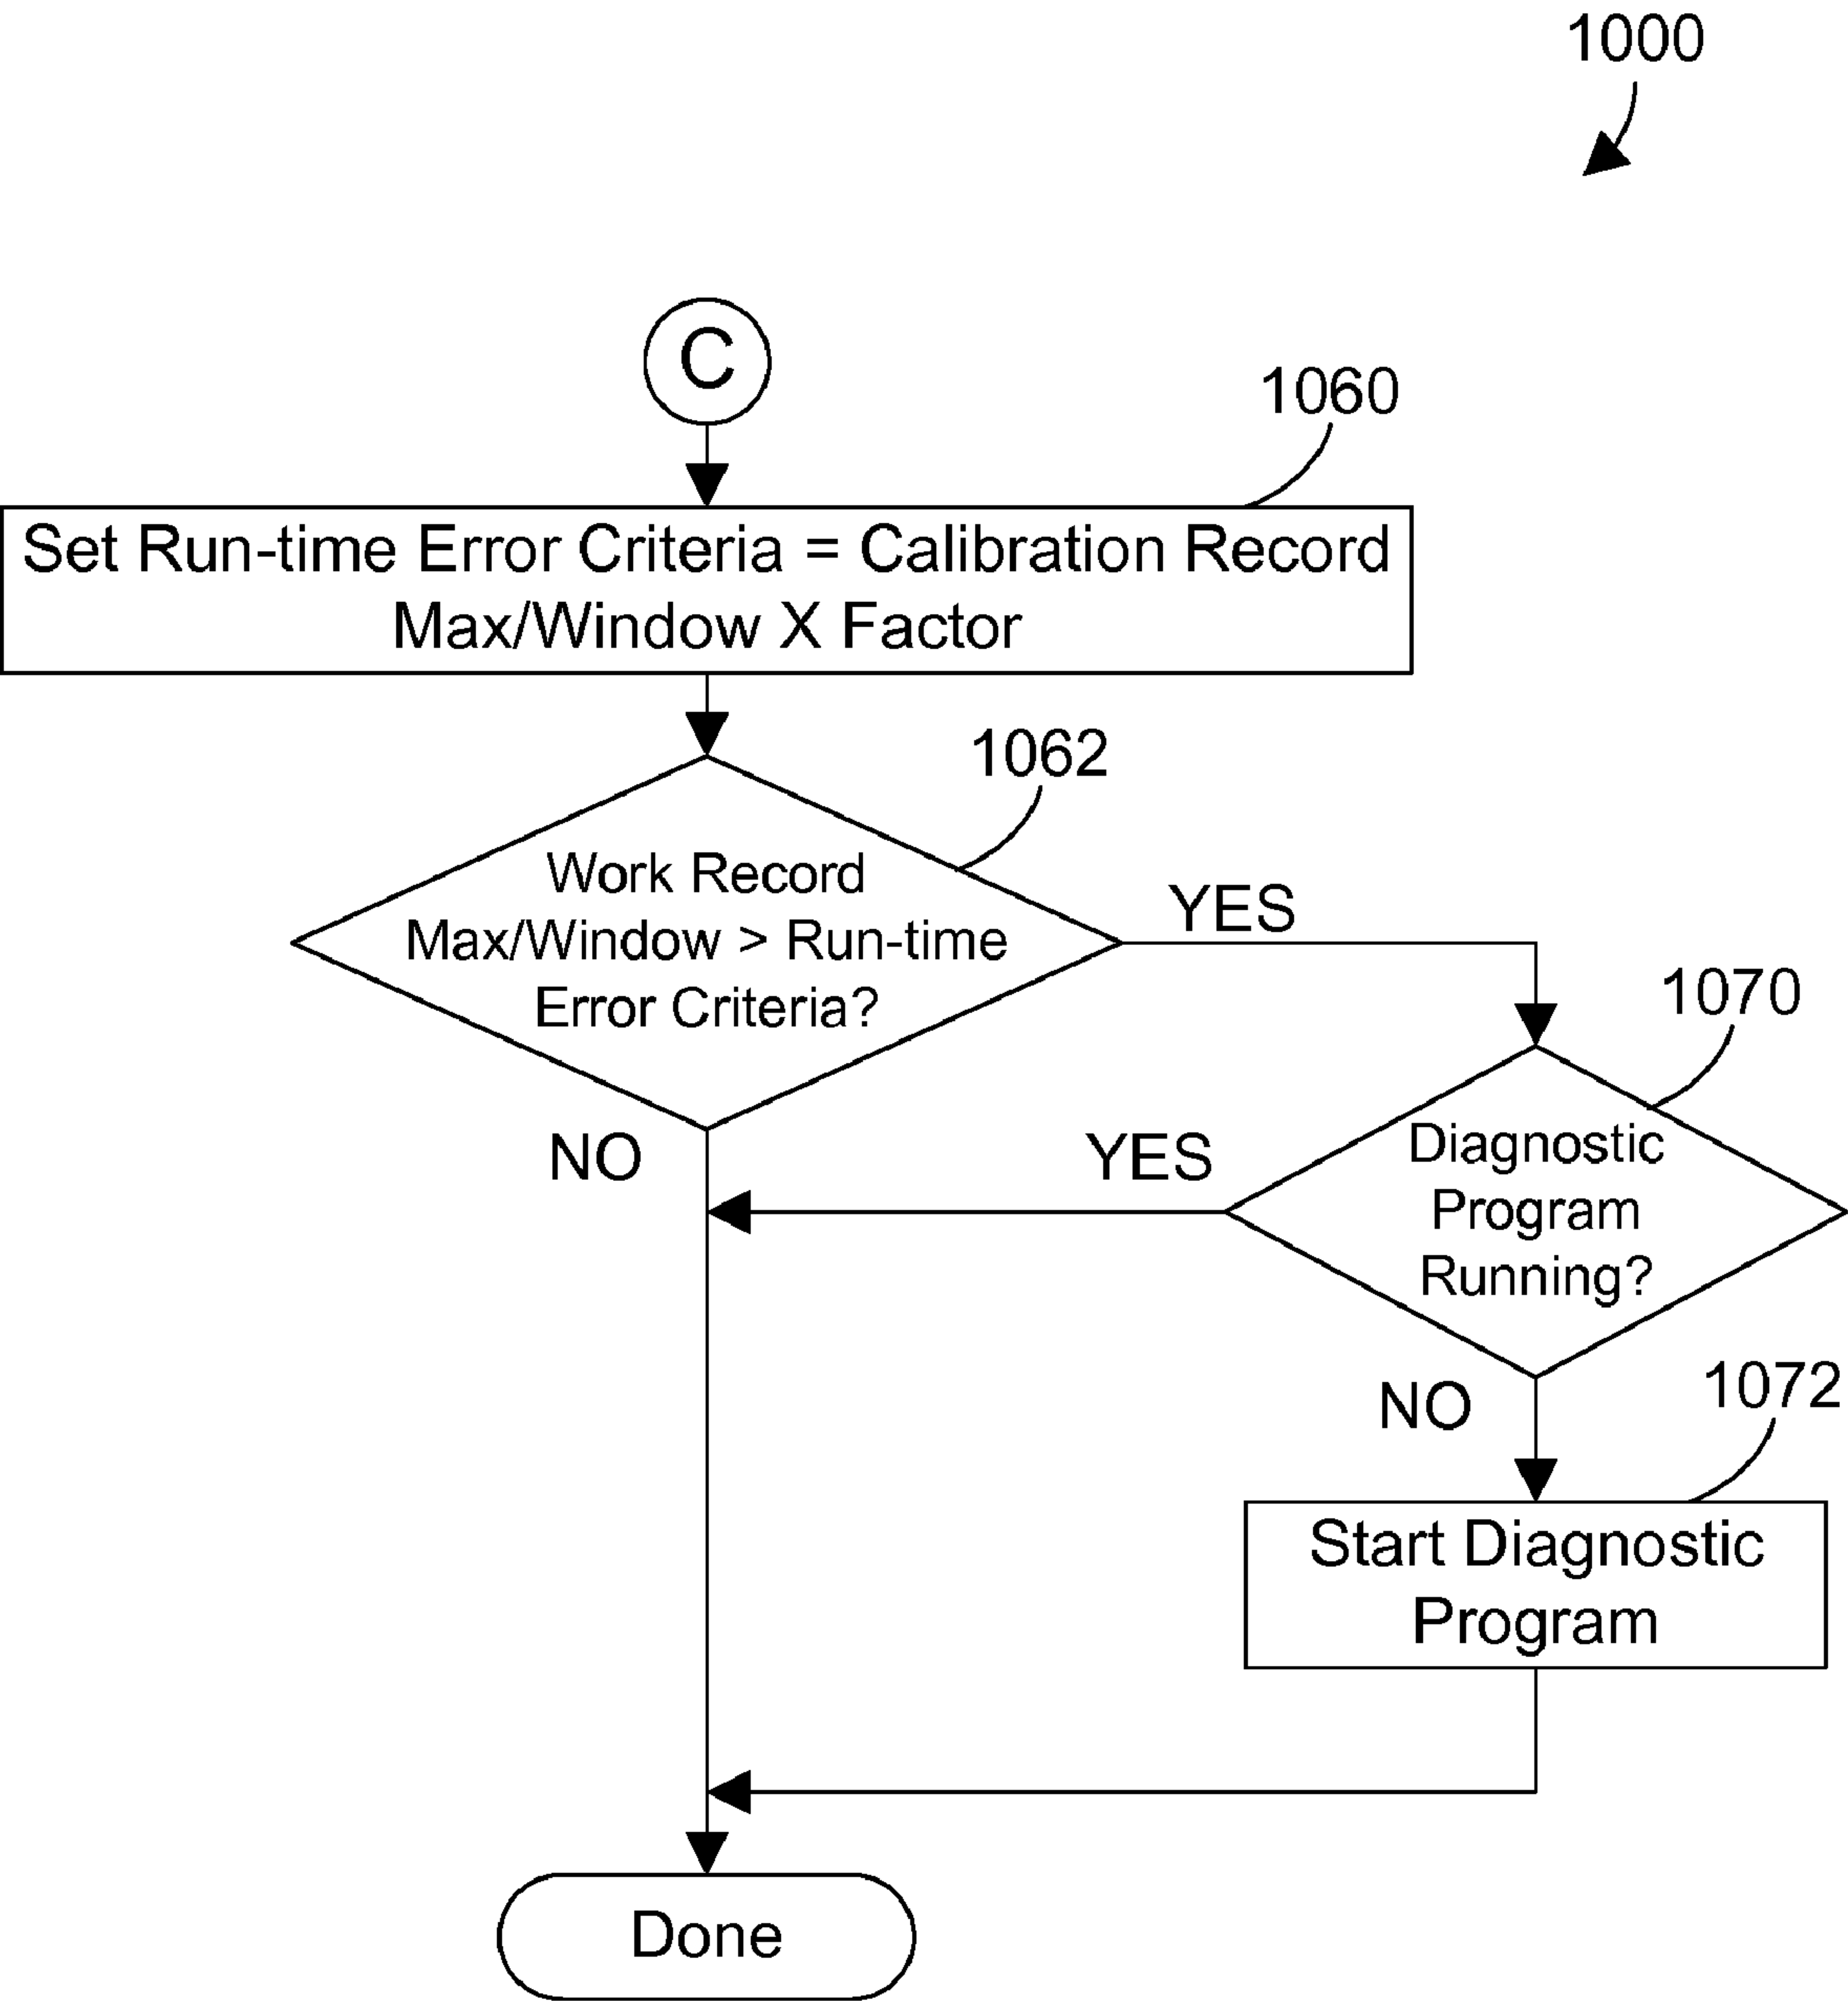 1000
C
1060
Set Run-time Error Criteria = Calibration Record
Max/Window X Factor
1062
Work Record
Max/Window > Run-time
Error Criteria?
YES
1070
NO
YES
Diagnostic
Program
Running?
1072
NO
Start Diagnostic
Program
Done